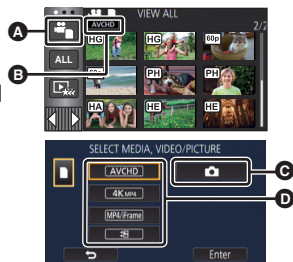 A
VIEW ALL
2/2
AVCHD
HG
HG
60p
ALL
B
60p
PH
PH
HA
HE
HE
SELECT MEDIA, VIDEO/PICTURE
AVCHD
C
4K MP4
D
MP4/iFrame
Enter